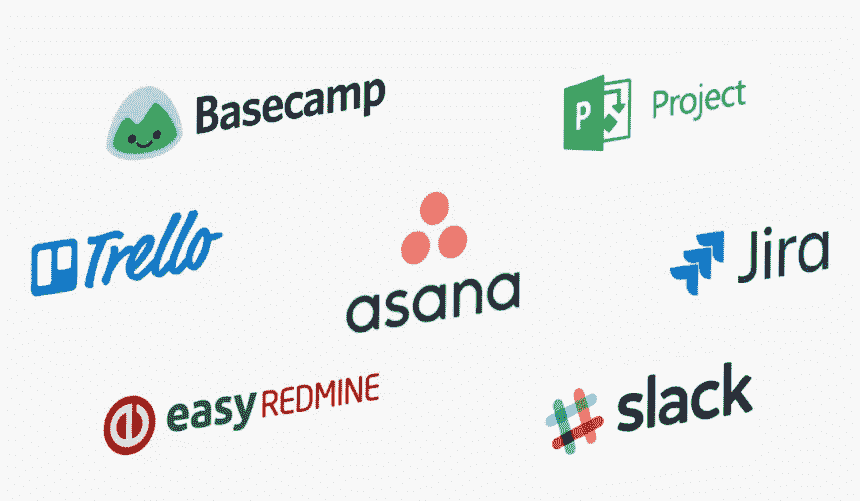 Basecamp
P Project
Trello
asana
Jira
easy REDMINE
slack